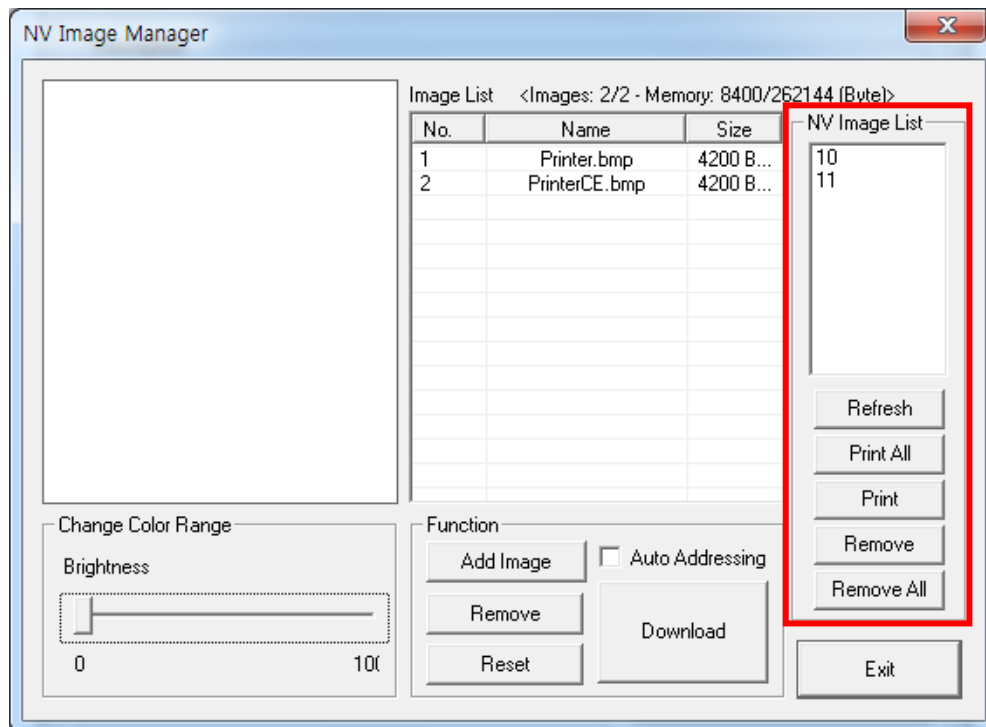 NV Image Manager
Image List <Images: 2/2 - Memory: 8400/262144 (Byte)>
No. Name Size
1 Printer.bmp 4200 B...
2 PrinterCE.bmp 4200 B...
NV Image List
10
11
Refresh
Print All
Print
Remove
Remove All
Change Color Range
Brightness
0 10(
Function
Add Image
Auto Addressing
Remove
Download
Reset
Exit